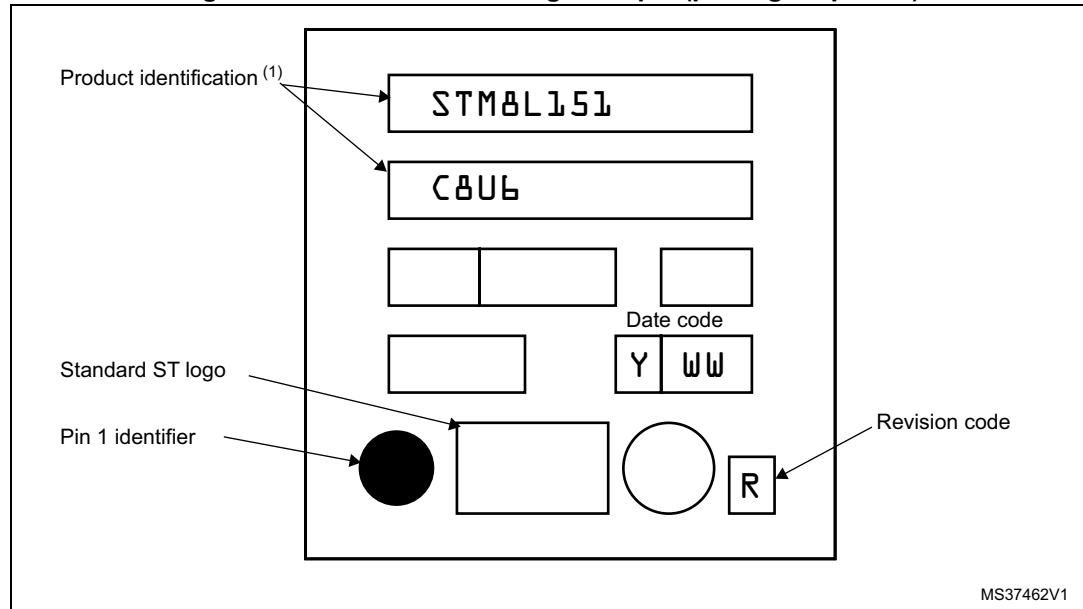 Product identification (1)
STM8L151
C8U6
Date code
Y WW
Standard ST logo
Pin 1 identifier
Revision code
R
MS37462V1